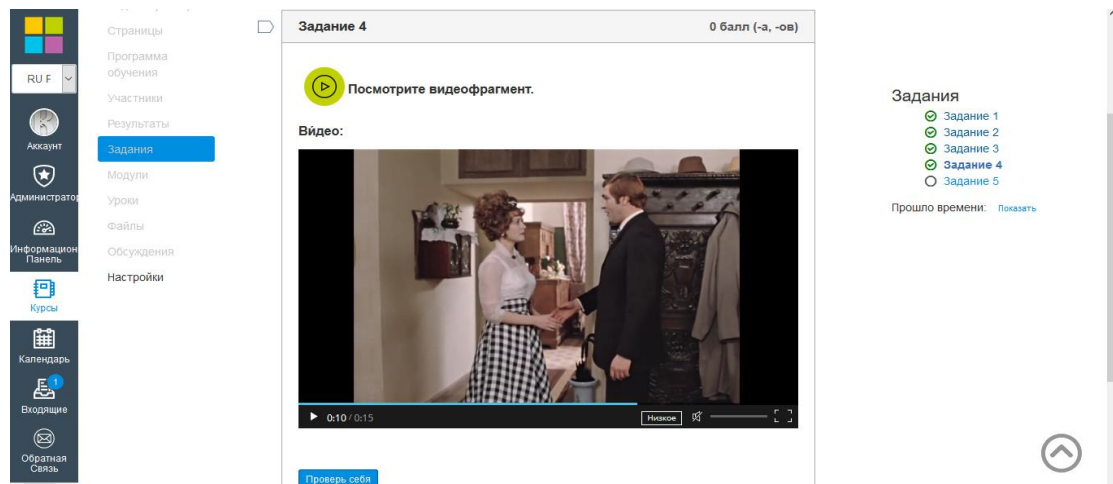 RU F
Аккаунт
Администратор
Информацион
Панель
Курсы
Календарь
1
Входящие
Обратная
Связь
Страницы
Программа
обучения
Участники
Результаты
Задания
Модули
Уроки
Файлы
Обсуждения
Настройки
Задание 4
0 балл (-а, -ов)
Посмотрите видеофрагмент.
Ви́део:
0:10 / 0:15
Низкое
Проверь себя
Задания
Задание 1
Задание 2
Задание 3
Задание 4
Задание 5
Прошло времени: Показать